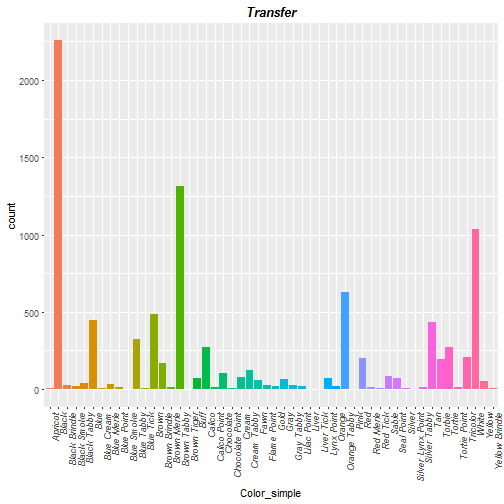 Transfer
count
2000
1500
1000
500
0
Apricot
Black
Black Brindle
Black Smoke
Black Tabby
Blue
Blue Cream
Blue Merle
Blue Point
Blue Smoke
Blue Tabby
Blue Tick
Brown
Brown Brindle
Brown Merle
Brown Tabby
Brown Tiger
Buff
Calico
Calico Point
Chocolate
Chocolate Point
Cream
Cream Tabby
Fawn
Flame Point
Gold
Gray
Gray Tabby
Lilac Point
Liver
Liver Tick
Lynx Point
Orange
Orange Tabby
Pink
Red
Red Merle
Red Tick
Sable
Seal Point
Silver
Silver Lynx Point
Silver Tabby
Tan
Torbie
Tortie
Tortie Point
Tricolor
White
Yellow
Yellow Brindle
Color_simple